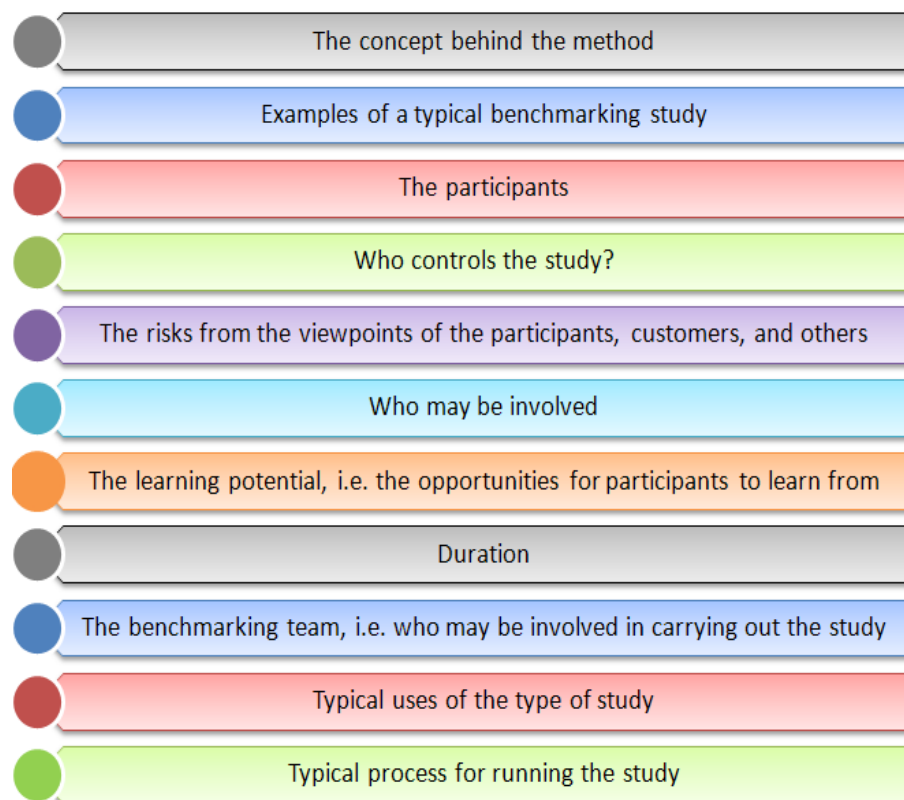 The concept behind the method
Examples of a typical benchmarking study
The participants
Who controls the study?
The risks from the viewpoints of the participants, customers, and others
Who may be involved
The learning potential, i.e. the opportunities for participants to learn from
Duration
The benchmarking team, i.e. who may be involved in carrying out the study
Typical uses of the type of study
Typical process for running the study